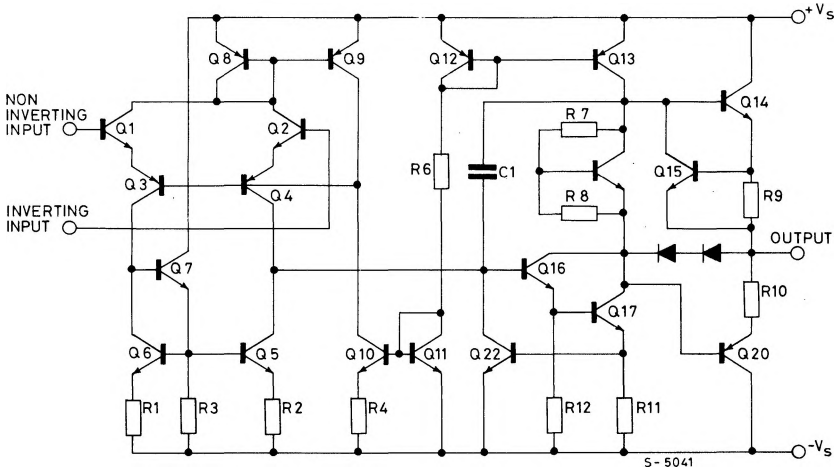 +Vs
Q8
Q9
Q12
Q13
NON
INVERTING
INPUT
Q1
Q2
R7
Q14
Q3
Q4
R6
C1
R8
Q15
R9
INVERTING
INPUT
OUTPUT
Q7
Q16
R10
Q17
Q6
Q5
Q10
Q11
Q22
Q20
R1
R3
R2
R4
R12
R11
S-5041
-Vs